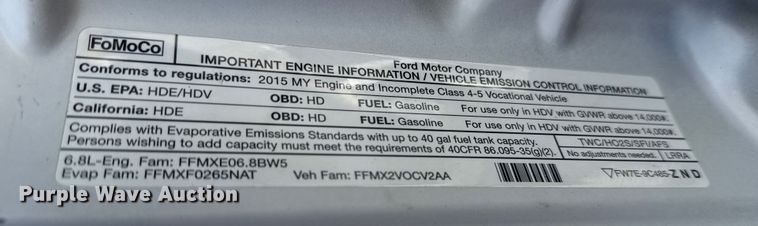 FoMoCo
Ford Motor Company
IMPORTANT ENGINE INFORMATION / VEHICLE EMISSION CONTROL INFORMATION
Conforms to regulations: 2015 MY Engine and Incomplete Class 4-5 Vocational Vehicle
U.S. EPA: HDE/HDV OBD: HD FUEL: Gasoline For use only in HDV with GVWR above 14,000#.
California: HDE OBD: HD FUEL: Gasoline For use only in HDV with GVWR above 14,000#.
Complies with Evaporative Emissions Standards with up to 40 gal fuel tank capacity.
Persons wishing to add capacity must meet the requirements of 40CFR 86.095-35(g)(2).
TWC/HO2S/SFI/AFS
No adjustments needed. LRRA
6.8L-Eng. Fam: FFMXE06.8BW5
Evap Fam: FFMXF0265NAT Veh Fam: FFMX2VOCV2AA
FW7E-9C485-ZND
Purple Wave Auction